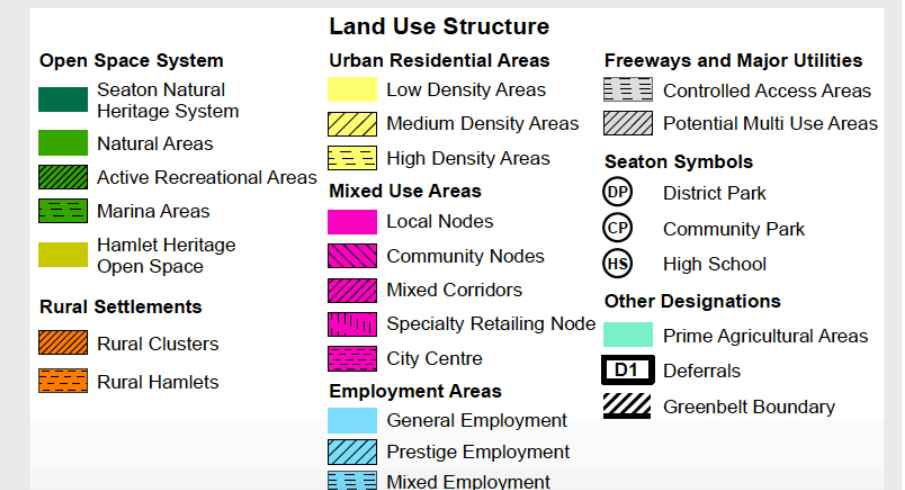 Land Use Structure
Open Space System
Seaton Natural
Heritage System
Natural Areas
Active Recreational Areas
Marina Areas
Hamlet Heritage
Open Space
Rural Settlements
Rural Clusters
Rural Hamlets
Urban Residential Areas
Low Density Areas
Medium Density Areas
High Density Areas
Mixed Use Areas
Local Nodes
Community Nodes
Mixed Corridors
Specialty Retailing Node
City Centre
Employment Areas
General Employment
Prestige Employment
Mixed Employment
Freeways and Major Utilities
Controlled Access Areas
Potential Multi Use Areas
Seaton Symbols
DP District Park
CP Community Park
HS High School
Other Designations
Prime Agricultural Areas
D1 Deferrals
Greenbelt Boundary